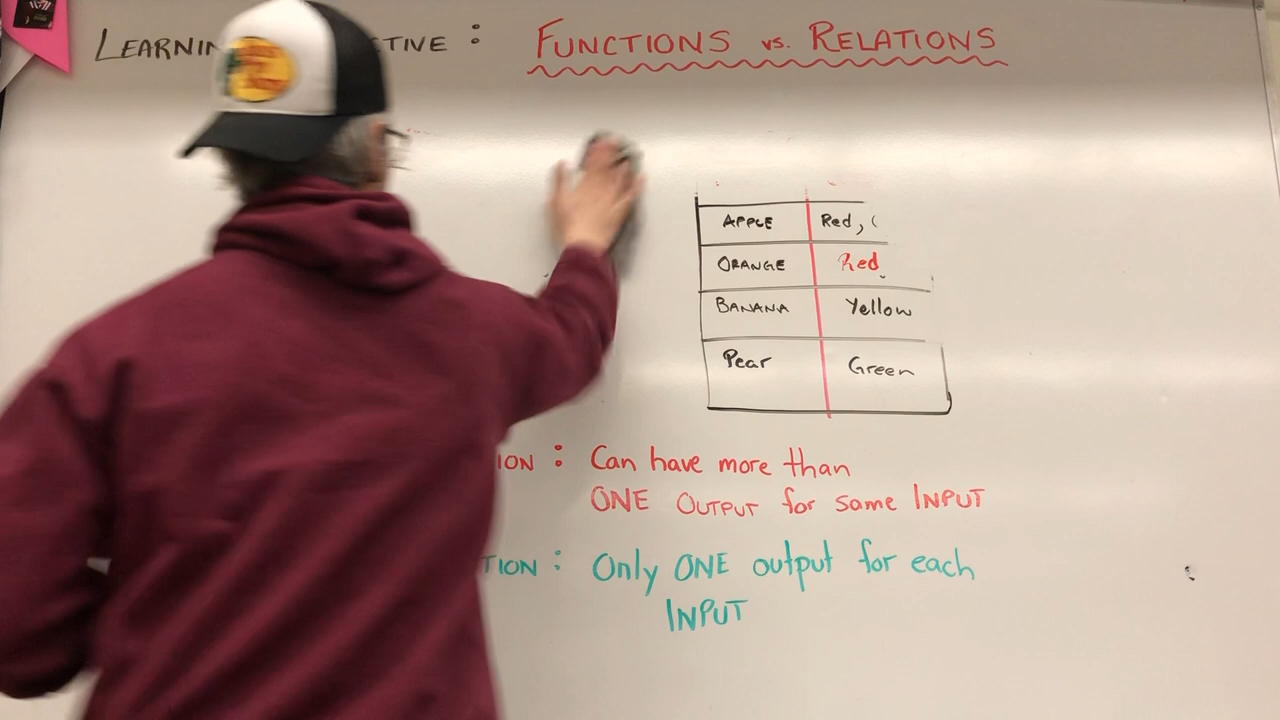 LEARNIN TIVE : FUNCTIONS vs. RELATIONS
APPLE Red, (
ORANGE Red
BANANA Yellow
Pear Green
ION : Can have more than
ONE OUTPUT for same INPUT
TION : Only ONE output for each
INPUT